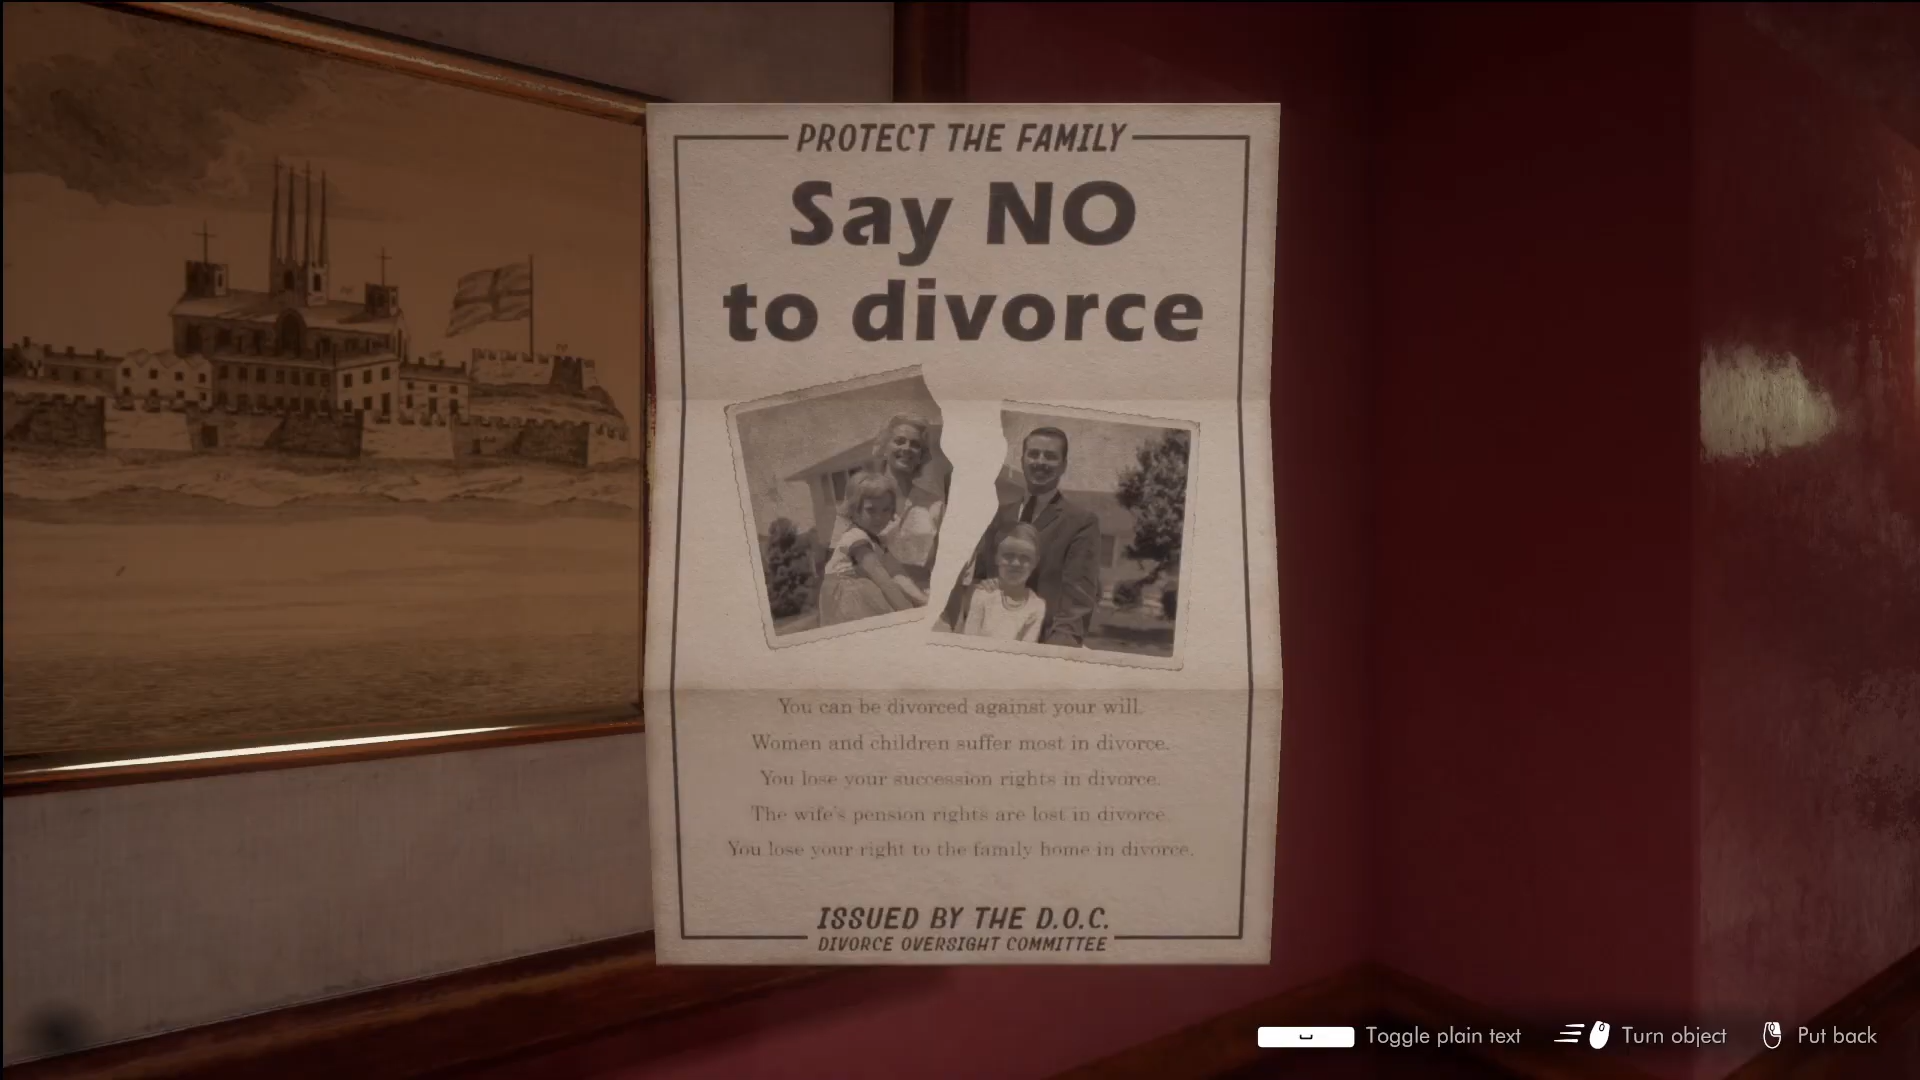 PROTECT THE FAMILY
Say NO
to divorce
You can be divorced against your will.
Women and children suffer most in divorce.
You lose your succession rights in divorce.
The wife's pension rights are lost in divorce.
You lose your right to the family home in divorce.
ISSUED BY THE D.O.C.
DIVORCE OVERSIGHT COMMITTEE
Toggle plain text
Turn object
Put back